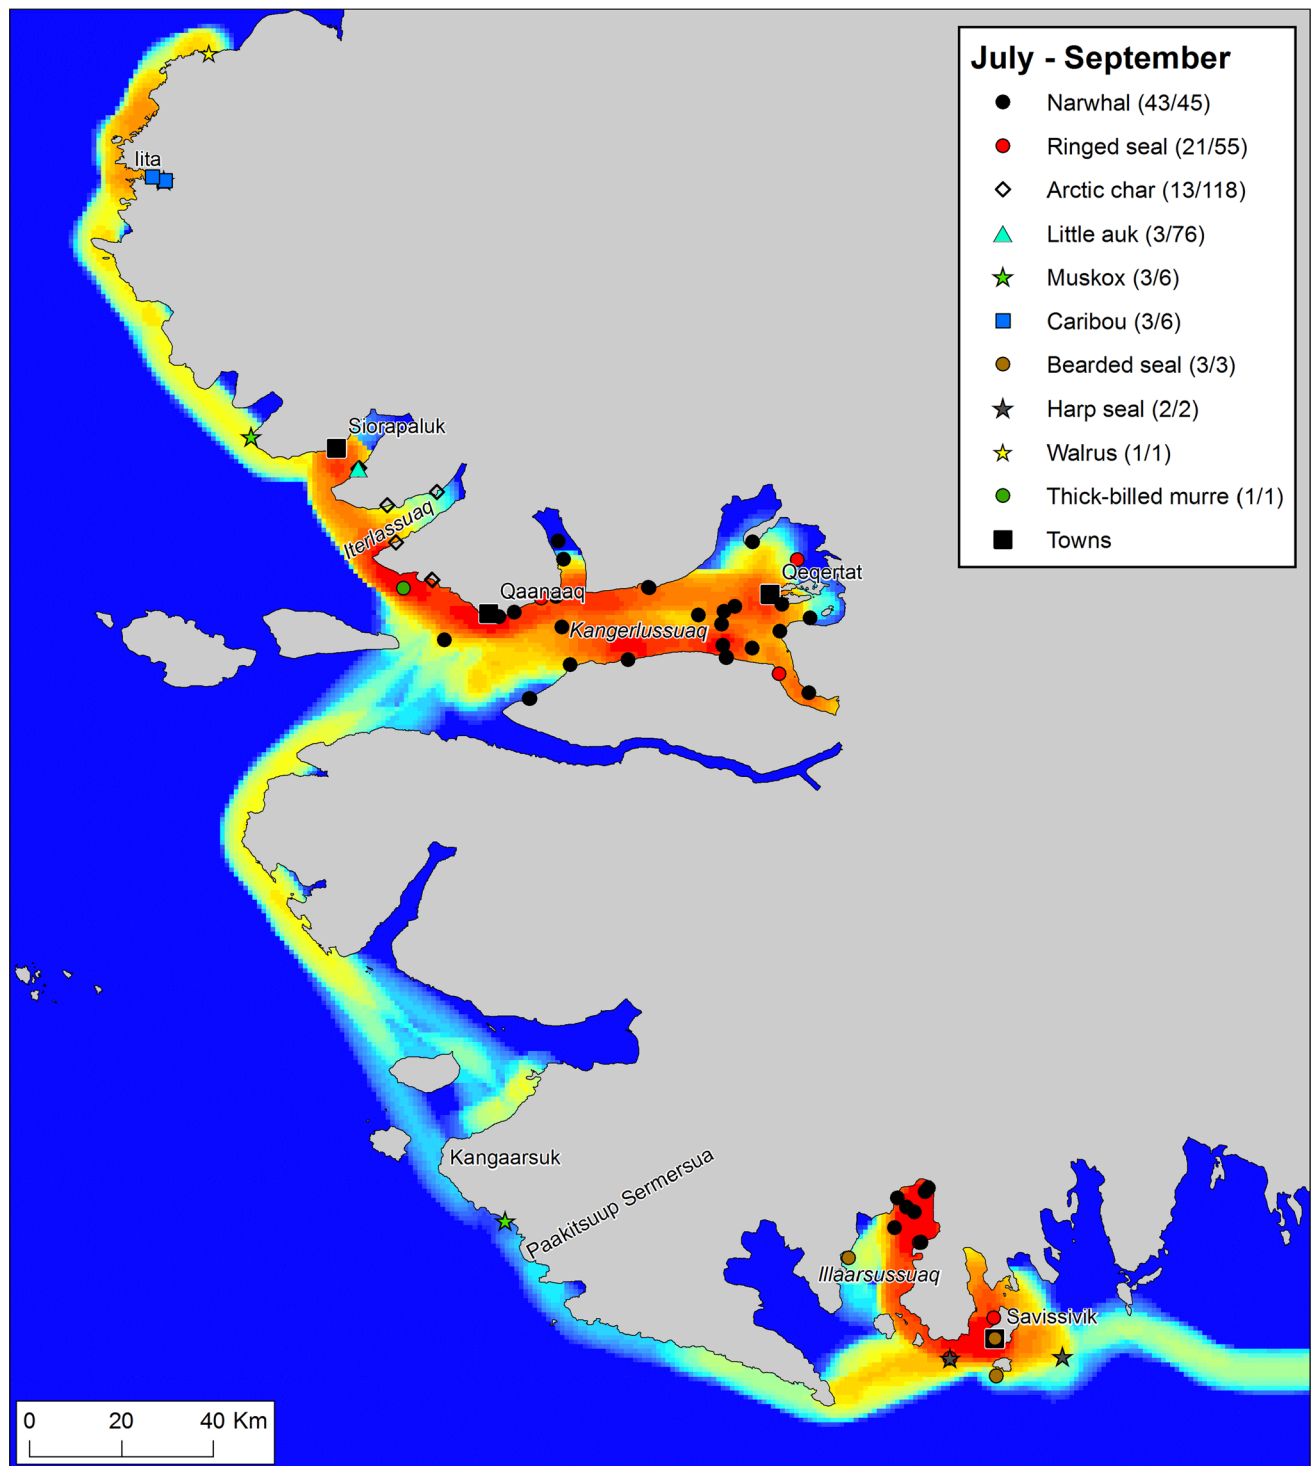 July - September
Narwhal (43/45)
Ringed seal (21/55)
Arctic char (13/118)
Little auk (3/76)
Muskox (3/6)
Caribou (3/6)
Bearded seal (3/3)
Harp seal (2/2)
Walrus (1/1)
Thick-billed murre (1/1)
Towns
Iita
Siorapaluk
Iterlassuaq
Qeqertat
Qaanaaq
Kangerlussuaq
Kangaarsuk
Paakitsuup Sermersua
Illaarsussuaq
Savissivik
0 20 40 Km